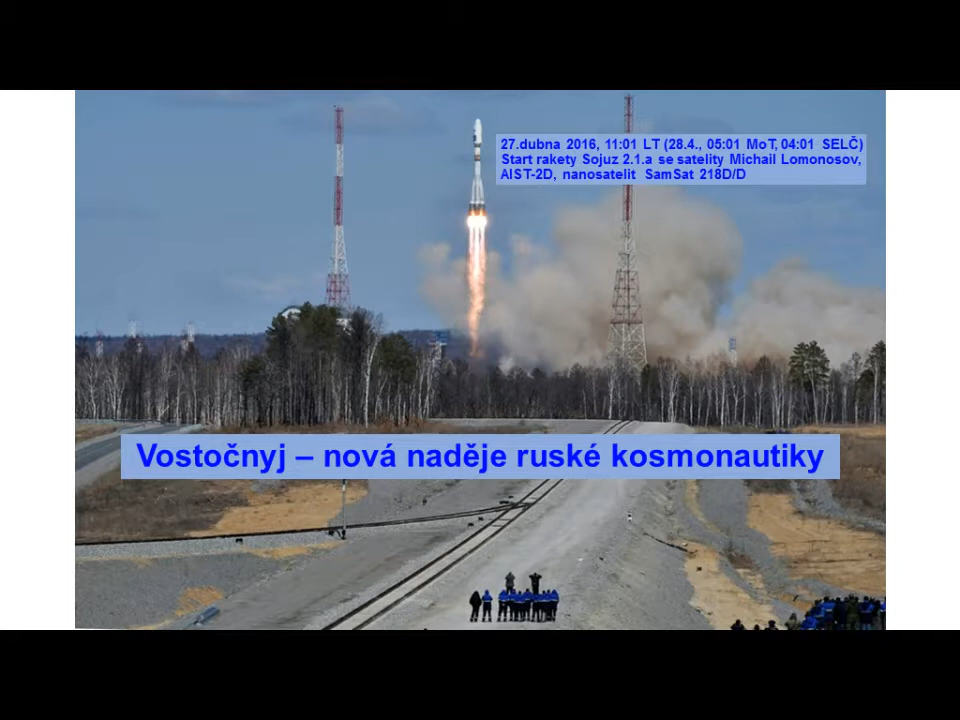 27.dubna 2016, 11:01 LT (28.4., 05:01 MoT, 04:01 SELČ)
Start rakety Sojuz 2.1.a se satelity Michail Lomonosov,
AIST-2D, nanosatelit SamSat 218D/D
Vostočnyj – nová naděje ruské kosmonautiky